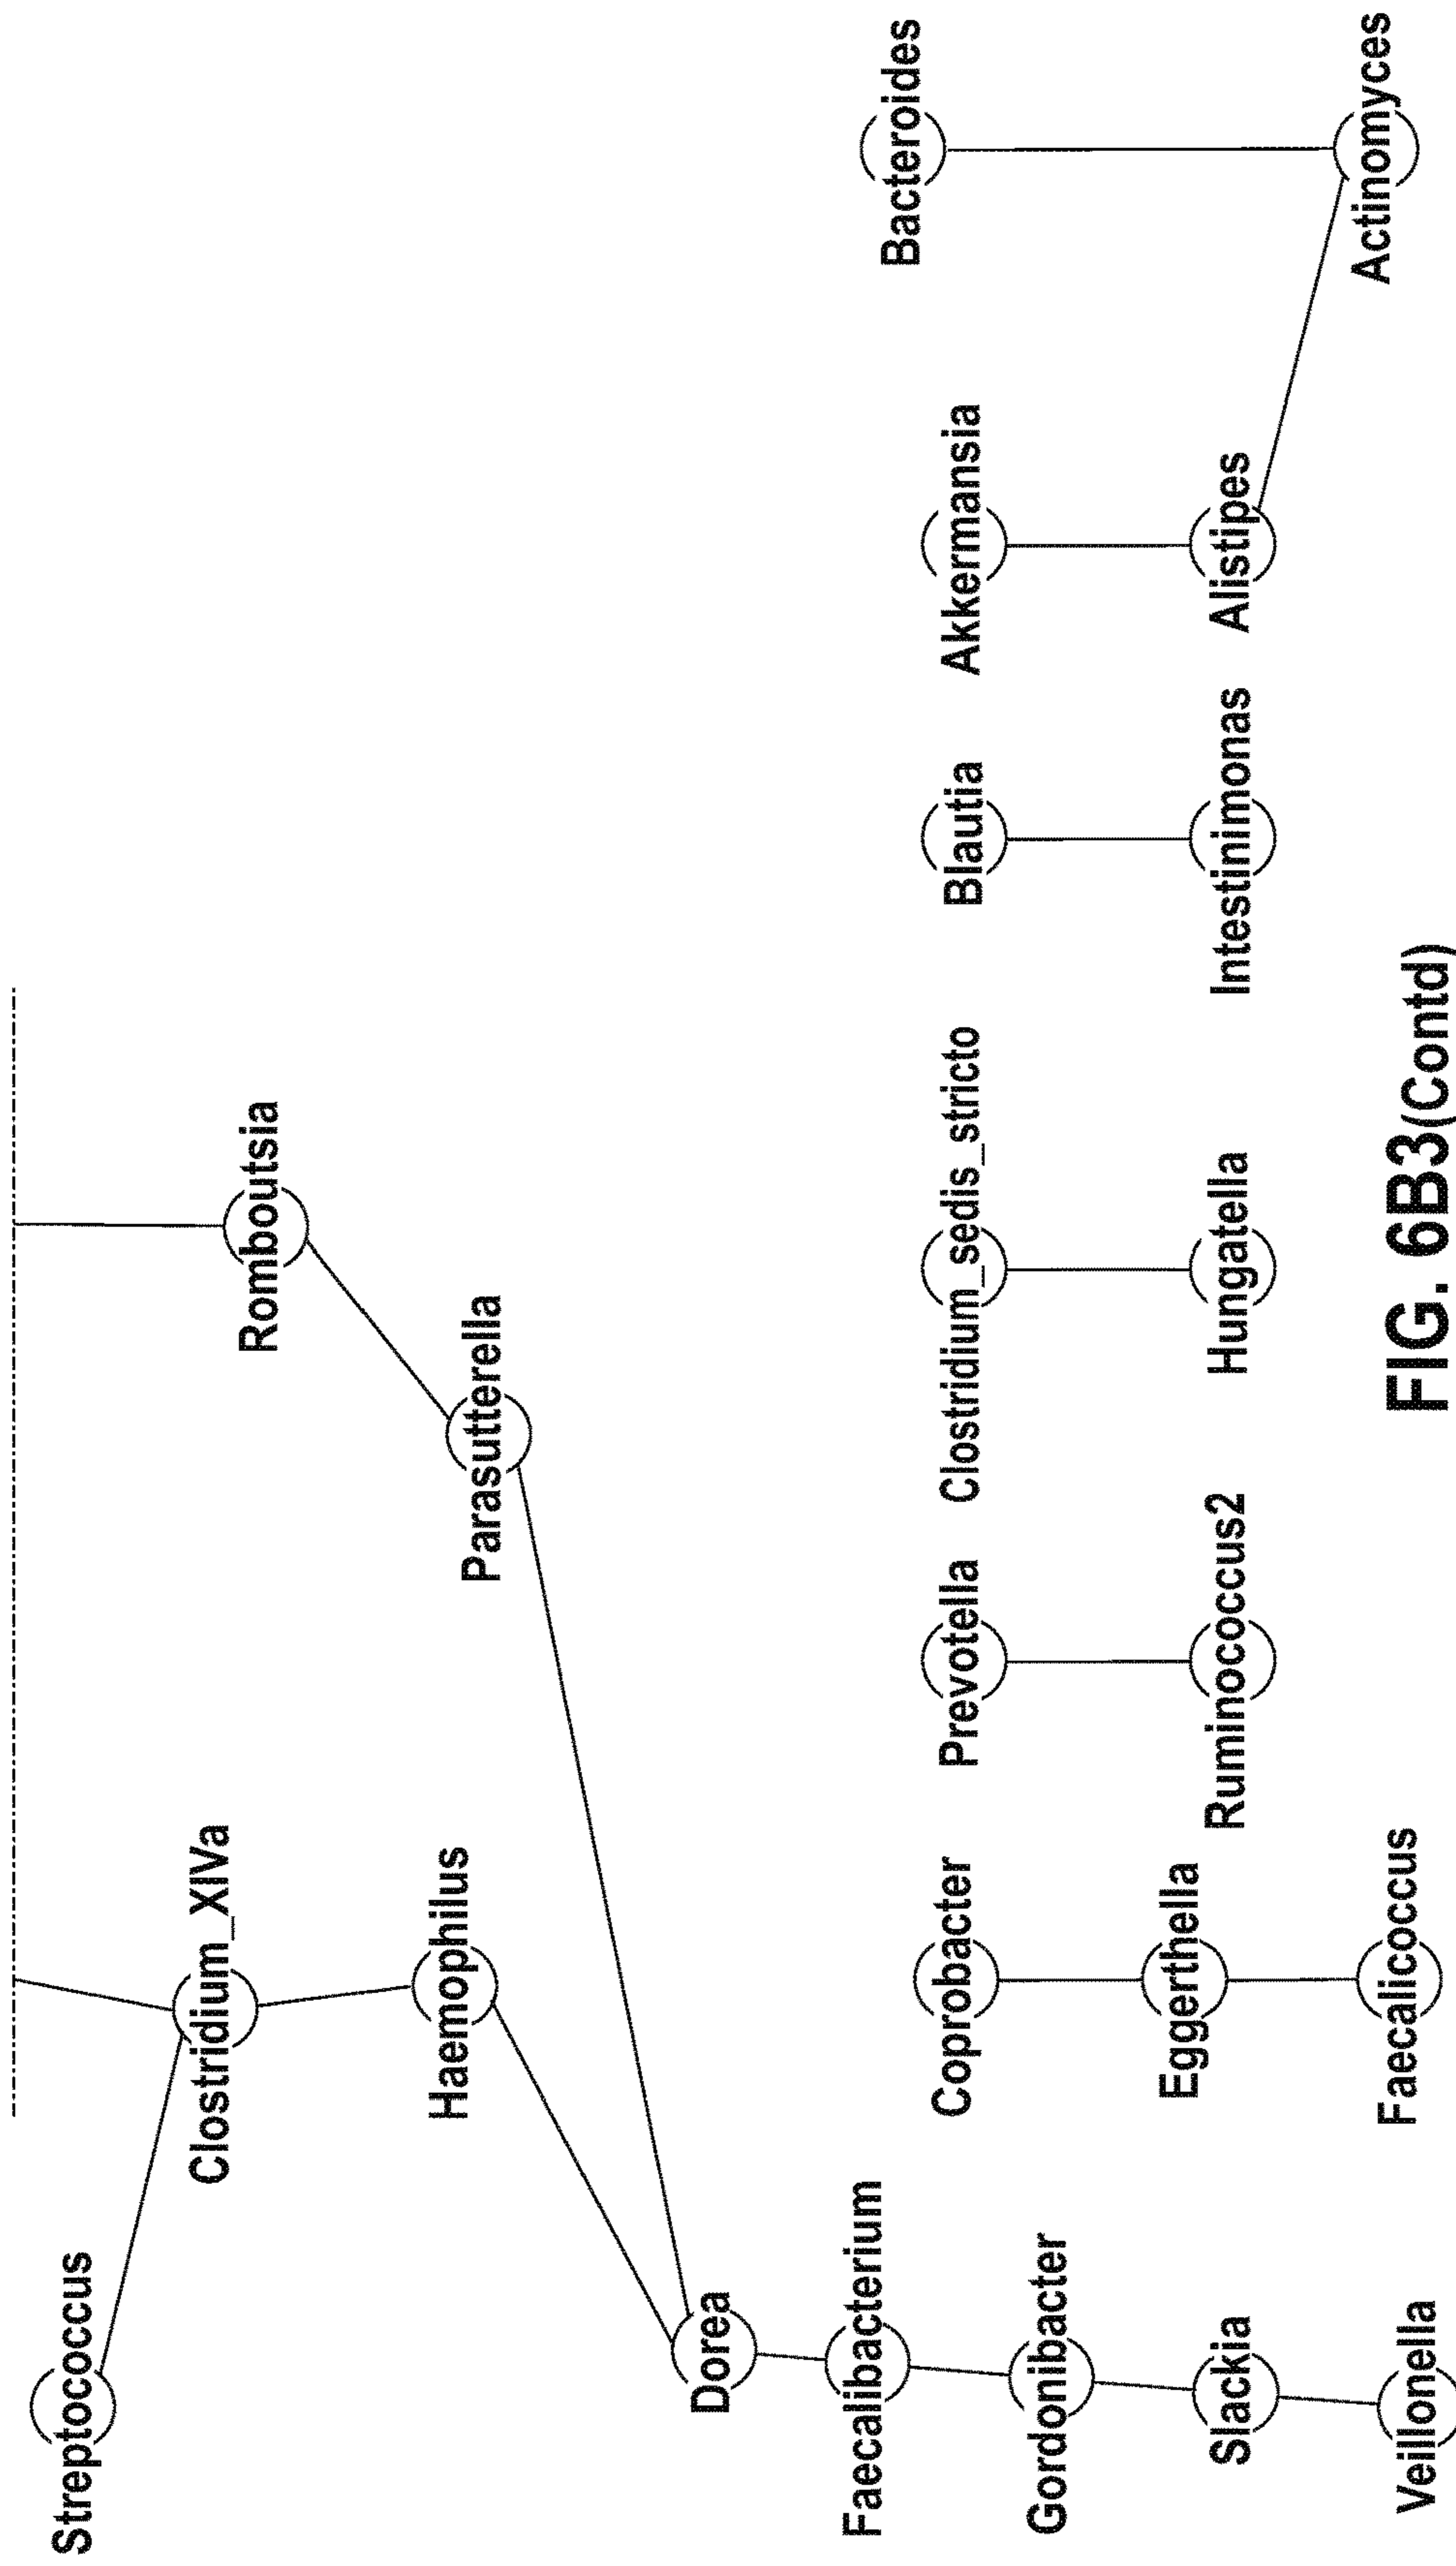 Streptococcus
Clostridium_XIVa
Romboutsia
Haemophilus
Parasutterella
Dorea
Faecalibacterium
Gordonibacter
Slackia
Veillonella
Coprobacter
Eggerthella
Faecalicoccus
Prevotella
Ruminococcus2
Clostridium_sedis_stricto
Hungatella
Blautia
Intestinimonas
Akkermansia
Alistipes
Bacteroides
Actinomyces
FIG. 6B3(Contd)